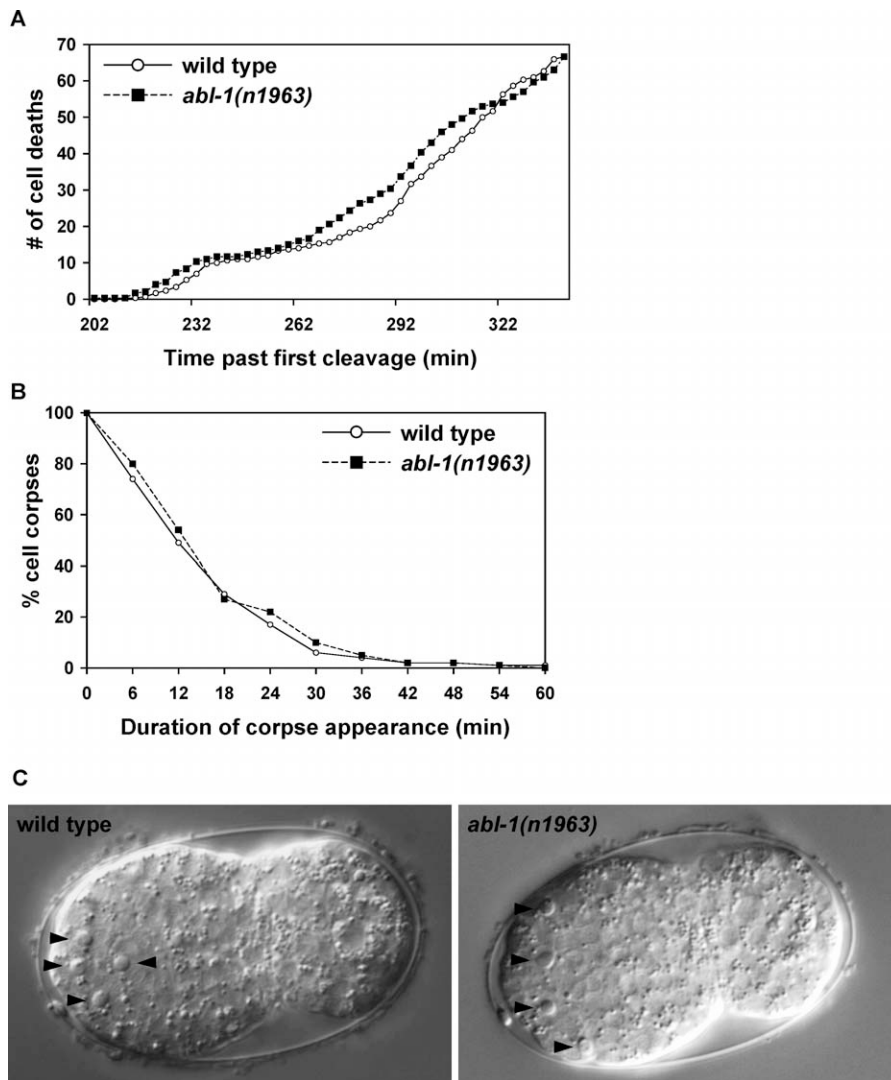 A
70
60
50
40
30
20
10
0
# of cell deaths
wild type
abl-1(n1963)
202 232 262 292 322
Time past first cleavage (min)
B
100
80
60
40
20
0
% cell corpses
wild type
abl-1(n1963)
0 6 12 18 24 30 36 42 48 54 60
Duration of corpse appearance (min)
C
wild type
abl-1(n1963)